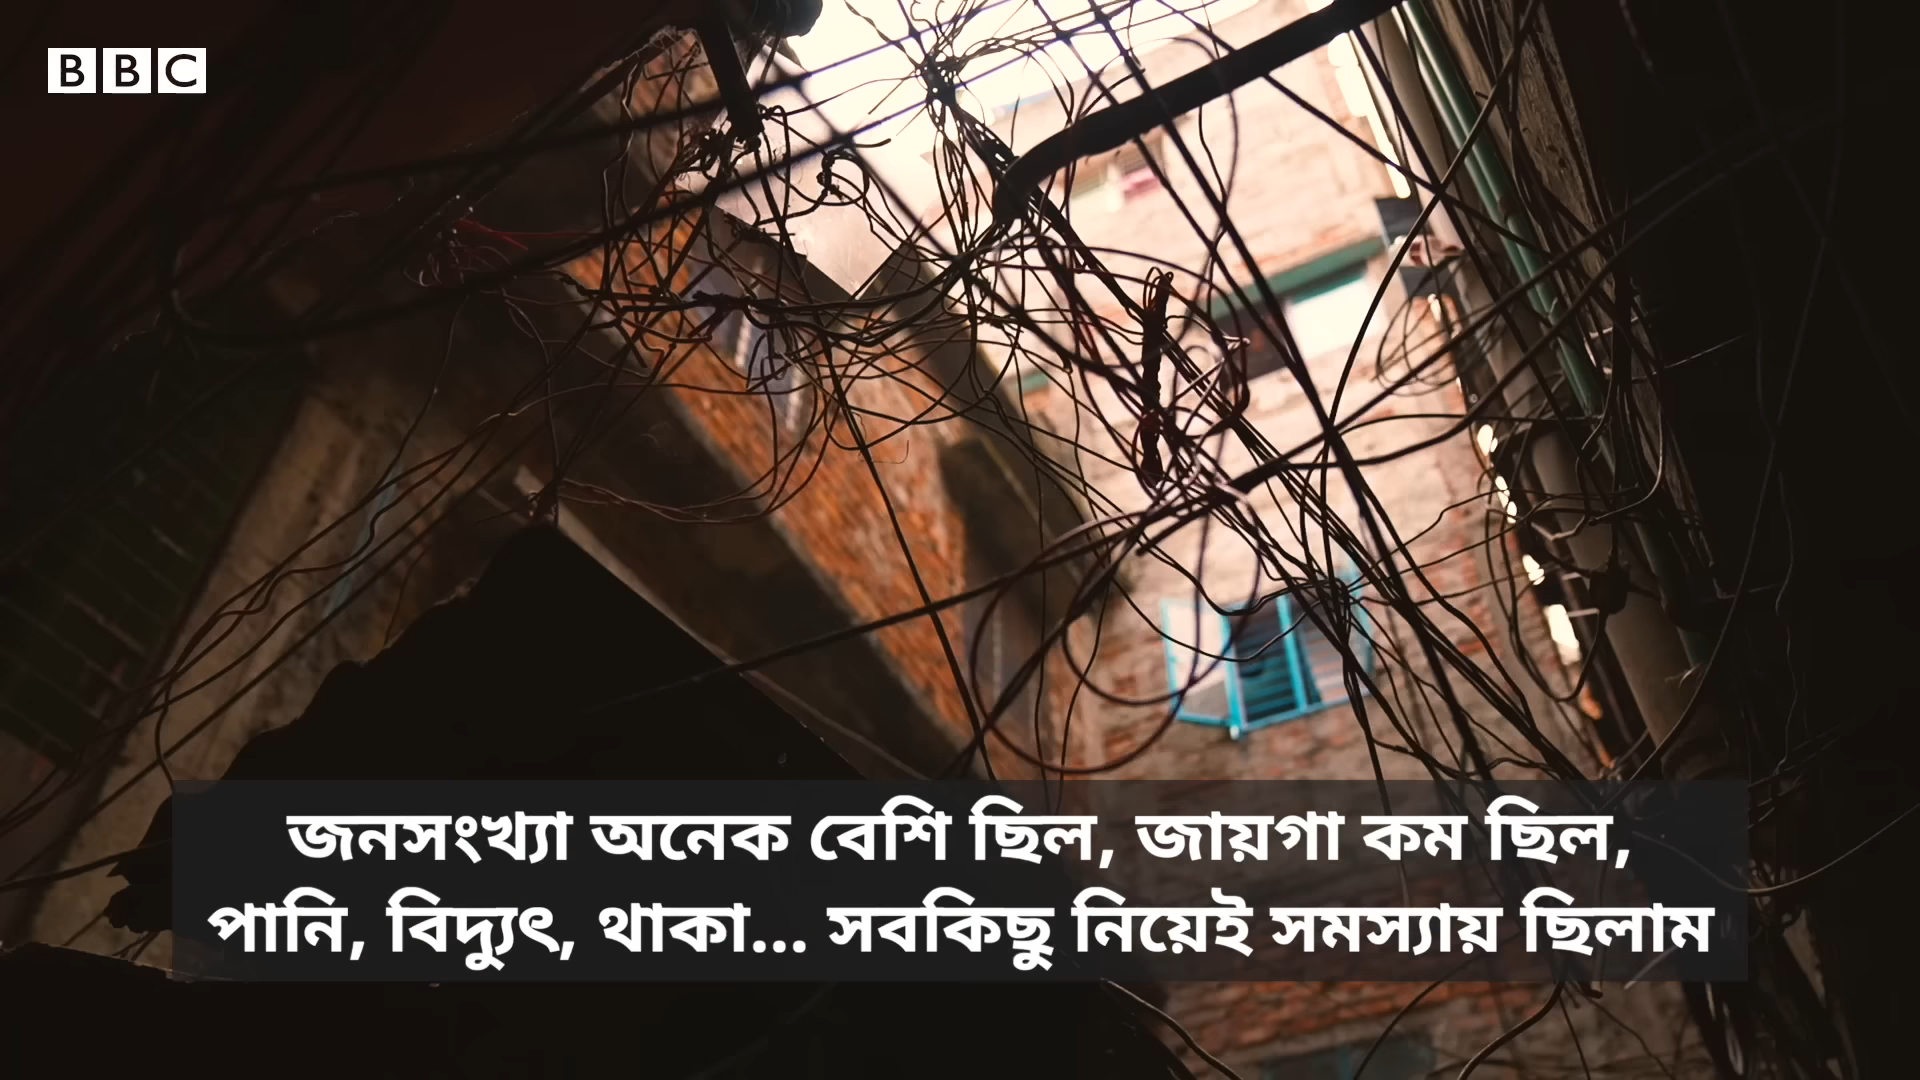 BBC
জনসংখ্যা অনেক বেশি ছিল, জায়গা কম ছিল,
পানি, বিদ্যুৎ, থাকা... সবকিছু নিয়েই সমস্যায় ছিলাম